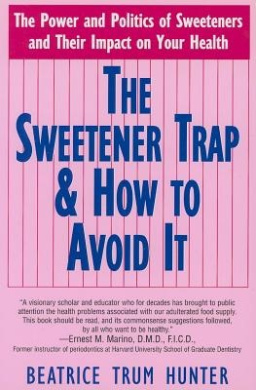 The Power and Politics of Sweeteners
and Their Impact on Your Health
THE
SWEETENER TRAP
& HOW TO
AVOID IT
"A visionary scholar and educator who for decades has brought to public
attention the health problems associated with our adulterated food supply.
This book should be read, and its commonsense suggestions followed,
by all who want to be healthy."
—Ernest M. Marino, D.M.D., F.I.C.D.,
Former instructor of periodontics at Harvard University School of Graduate Dentistry
BEATRICE TRUM HUNTER